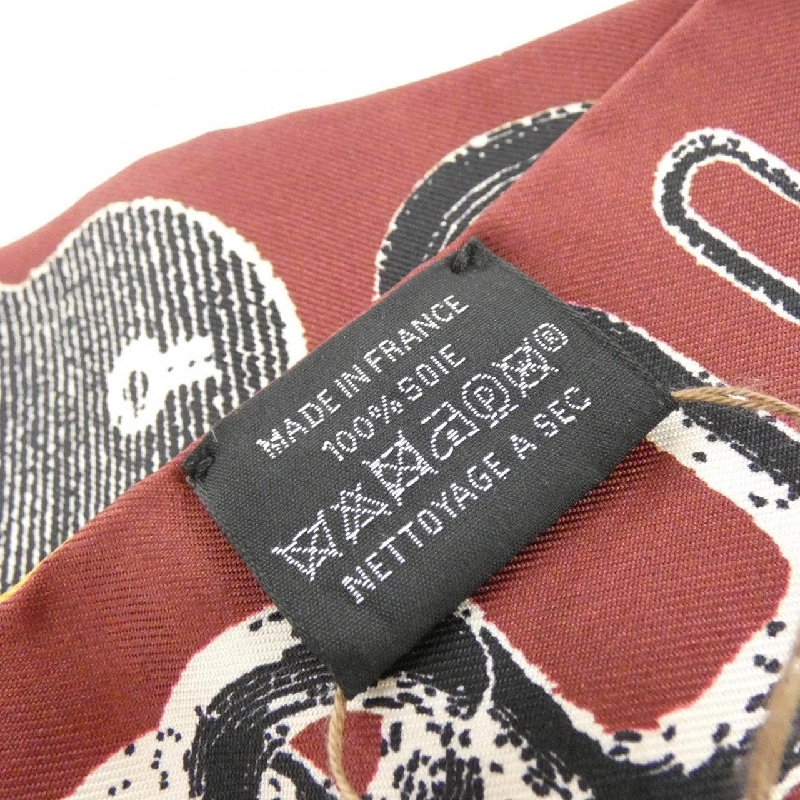 MADE IN FRANCE
100% SOIE
P ®
NETTOYAGE A SEC